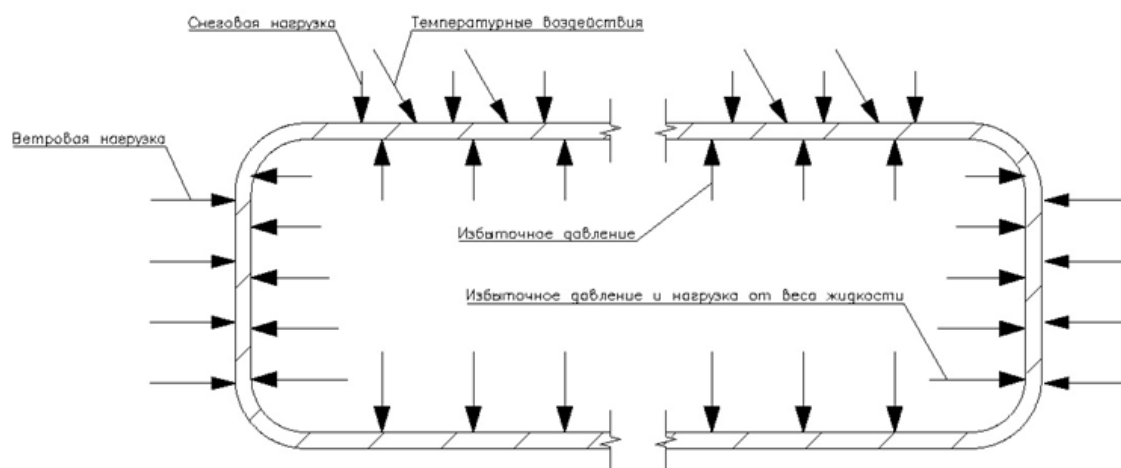 Снеговая нагрузка
Температурные воздействия
Ветровая нагрузка
Избыточное давление
Избыточное давление и нагрузка от веса жидкости